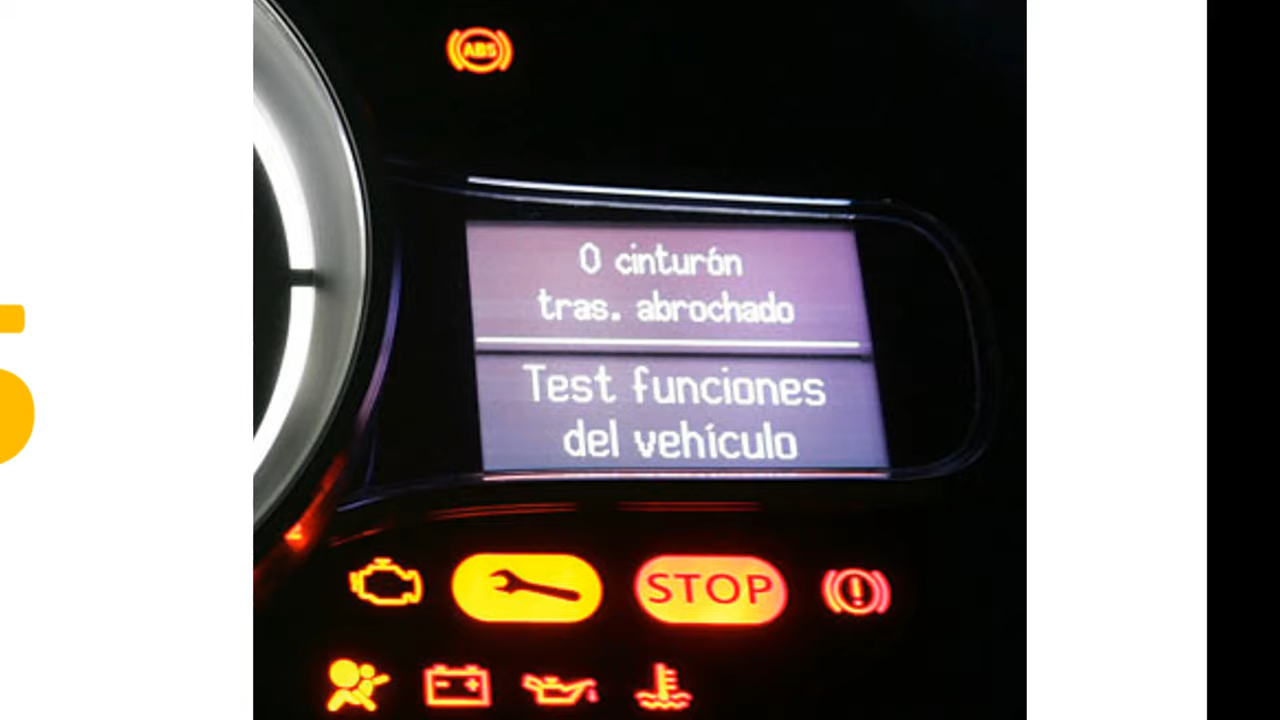 ABS
0 cinturón
tras. abrochado
Test funciones
del vehículo
STOP